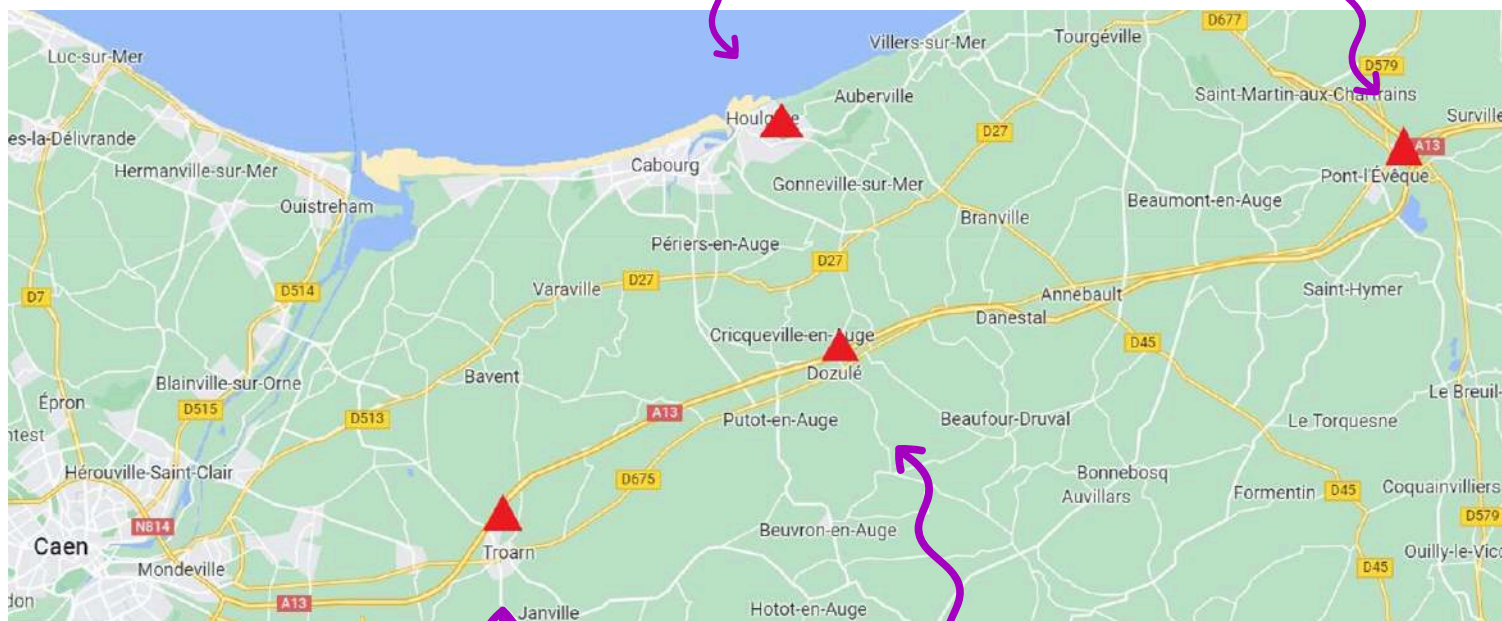 D677
Tourgéville
Villers-sur-Mer
Luc-sur-Mer
D579
Saint-Martin-aux-Chartrains
Auberville
Surville
Houlgate
D27
es-la-Délivrande
A13
Hermanville-sur-Mer
Cabourg
Pont-l'Évêque
Gonneville-sur-Mer
Beaumont-en-Auge
Ouistreham
Branville
Périers-en-Auge
D27
D27
D514
Varaville
Saint-Hymer
D7
Annebault
Danestal
Cricqueville-en-Auge
D45
Dozulé
Bavent
Blainville-sur-Orne
Le Breuil-
Épron
D515
A13
D513
Putot-en-Auge
Beaufour-Druval
Le Torquesne
ntest
Hérouville-Saint-Clair
Bonnebosq
D675
Auvillars
Formentin
D45
Coquainvilliers
D579
N814
Beuvron-en-Auge
Caen
Troarn
Ouilly-le-Vico
Mondeville
D45
don
A13
Janville
Hotot-en-Auge